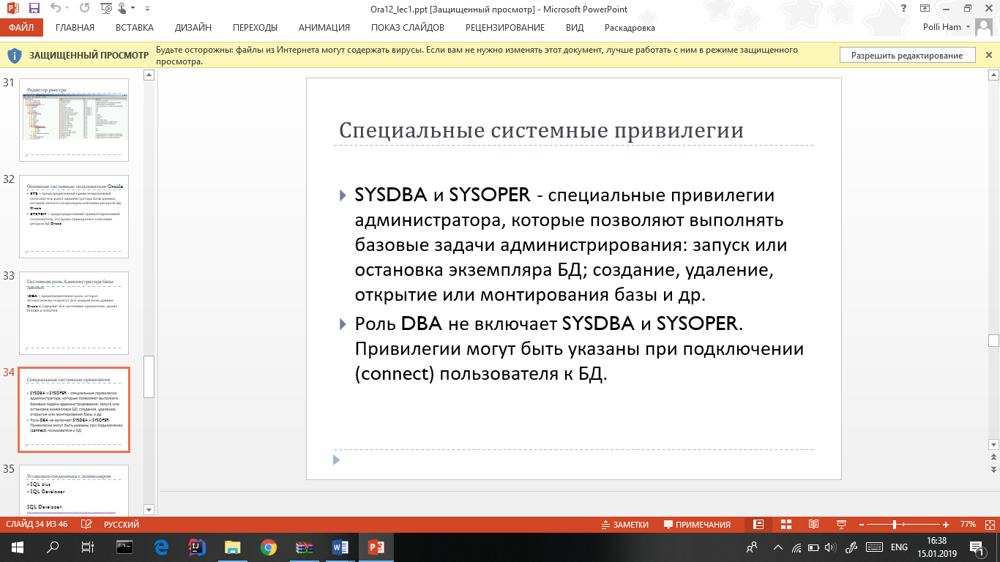 Ora12_lec1.ppt [Защищенный просмотр] - Microsoft PowerPoint
ФАЙЛ ГЛАВНАЯ ВСТАВКА ДИЗАЙН ПЕРЕХОДЫ АНИМАЦИЯ ПОКАЗ СЛАЙДОВ РЕЦЕНЗИРОВАНИЕ ВИД Раскадровка Polli Ham
ЗАЩИЩЕННЫЙ ПРОСМОТР Будьте осторожны: файлы из Интернета могут содержать вирусы. Если вам не нужно изменять этот документ, лучше работать с ним в режиме защищенного
просмотра.
Разрешить редактирование
31
Редактор реестра
32
Основные системные пользователи Oracle
SYS – предопределенный привилегированный
пользователь ранга администратора базы данных,
который является владельцем ключевых ресурсов БД
Oracle
SYSTEM – предопределенный привилегированный
пользователь, которому принадлежат ключевые
ресурсы БД Oracle
33
Системная роль Администратора базы
данных
DBA – предопределенная роль, которая
автоматически создается для каждой базы данных
Oracle и содержит все системные привилегии, кроме
SYSDBA и SYSOPER
34
Специальные системные привилегии
SYSDBA и SYSOPER - специальные привилегии
администратора, которые позволяют выполнять
базовые задачи администрирования: запуск или
остановка экземпляра БД; создание, удаление,
открытие или монтирования базы и др.
Роль DBA не включает SYSDBA и SYSOPER.
Привилегии могут быть указаны при подключении
(connect) пользователя к БД.
35
Установка соединения с экземпляром
SQL plus
SQL Developer
SQL Developer:
Специальные системные привилегии
SYSDBA и SYSOPER - специальные привилегии
администратора, которые позволяют выполнять
базовые задачи администрирования: запуск или
остановка экземпляра БД; создание, удаление,
открытие или монтирования базы и др.
Роль DBA не включает SYSDBA и SYSOPER.
Привилегии могут быть указаны при подключении
(connect) пользователя к БД.
СЛАЙД 34 ИЗ 46 РУССКИЙ ЗАМЕТКИ ПРИМЕЧАНИЯ 77%
ENG
16:38
15.01.2019
1